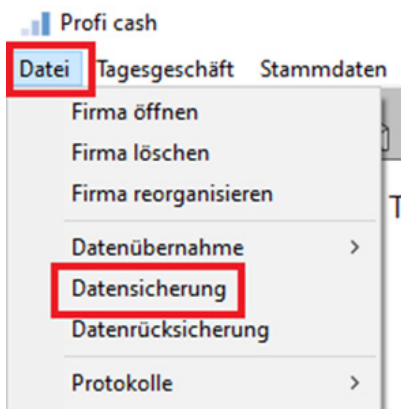 Profi cash
Datei Tagesgeschäft Stammdaten
Firma öffnen
Firma löschen
Firma reorganisieren
Datenübernahme
Datensicherung
Datenrücksicherung
Protokolle
T